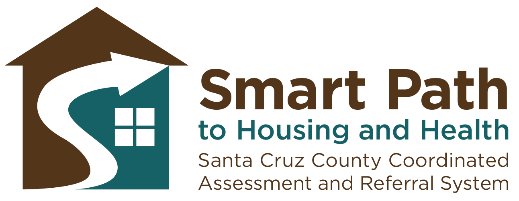 Smart Path
to Housing and Health
Santa Cruz County Coordinated
Assessment and Referral System